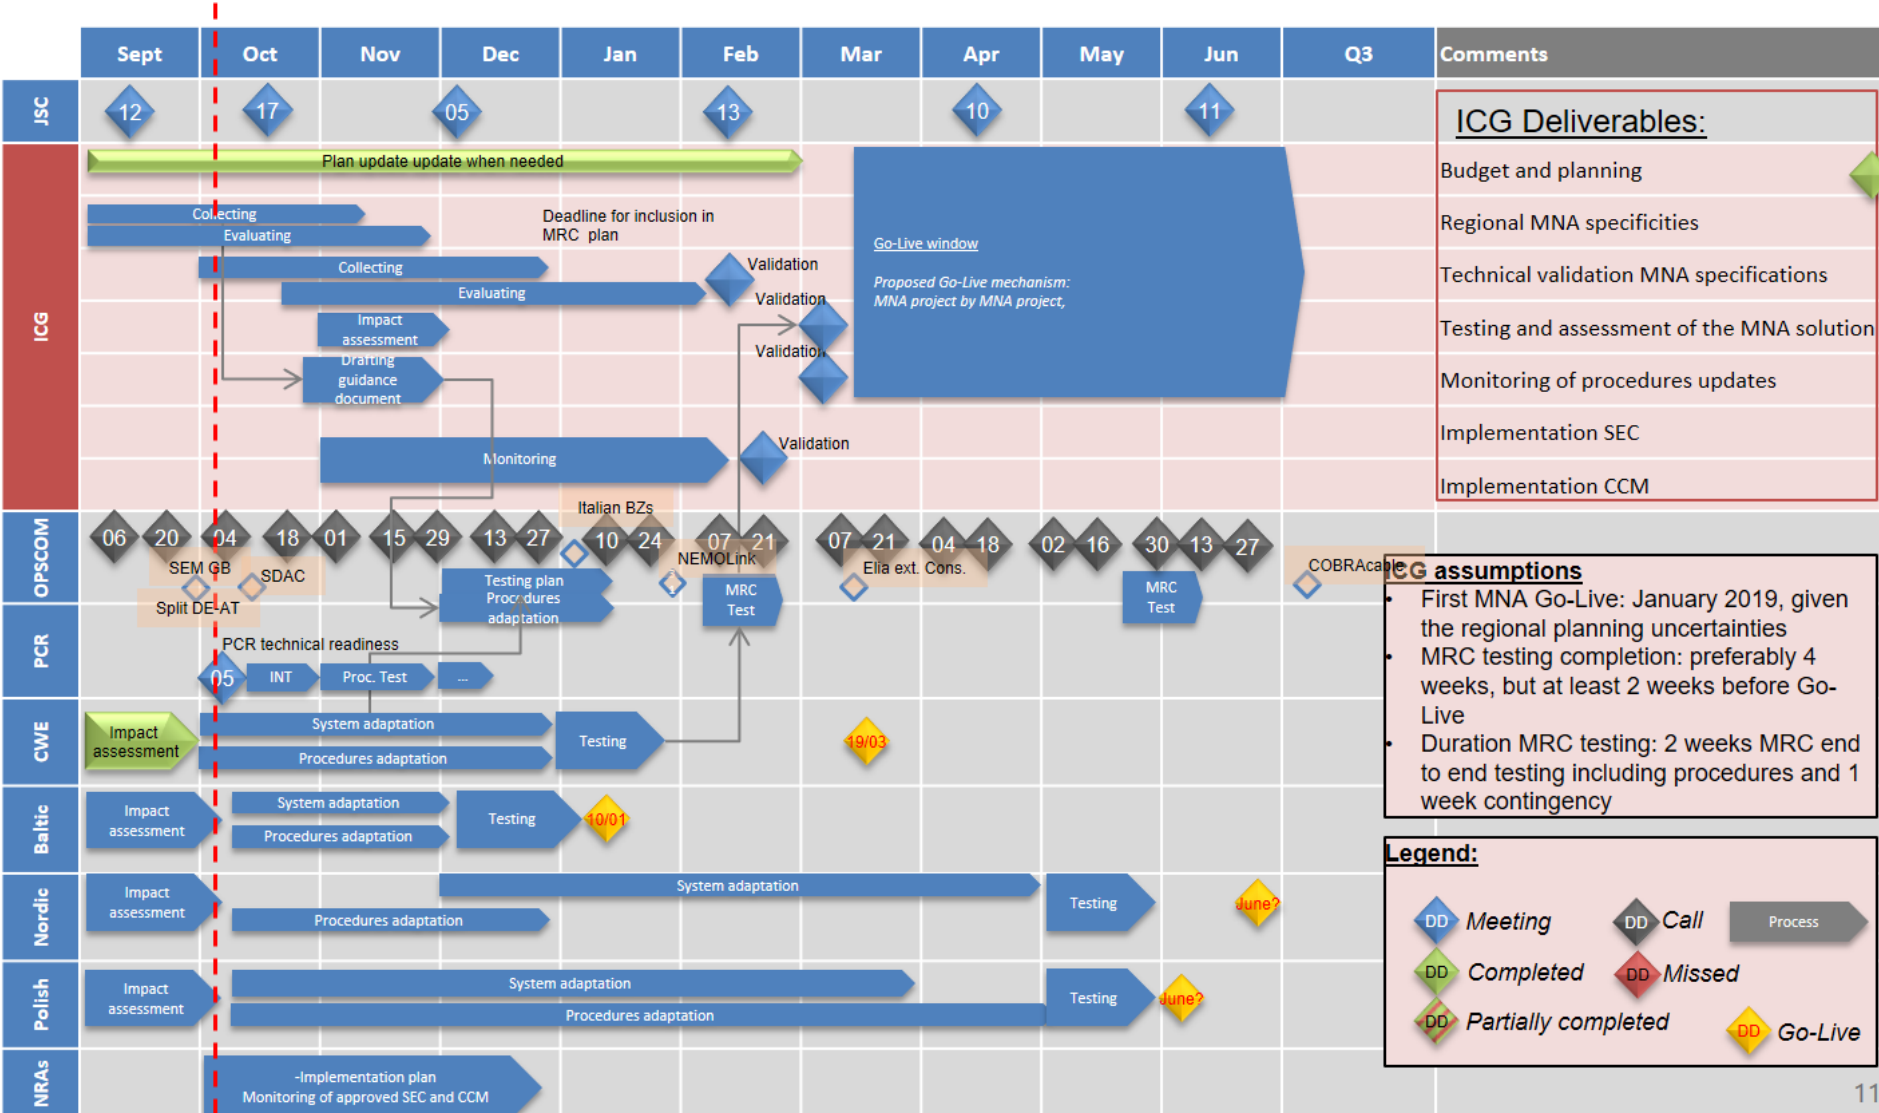 Sept Oct Nov Dec Jan Feb Mar Apr May Jun Q3 Comments
JSC
12 17 05 13 10 11
ICG Deliverables:
ICG
Plan update update when needed
Budget and planning
Collecting
Evaluating
Deadline for inclusion in
MRC plan
Regional MNA specificities
Go-Live window
Proposed Go-Live mechanism:
MNA project by MNA project,
Collecting
Validation
Technical validation MNA specifications
Evaluating
Validation
Impact
assessment
Testing and assessment of the MNA solution
Validation
Drafting
guidance
document
Monitoring of procedures updates
Implementation SEC
Validation
Monitoring
Implementation CCM
OPSCOM
Italian BZs
06 20 04 18 01 15 29 13 27 10 24 07 21 07 21 04 18 02 16 30 13 27
SEM GB
SDAC
Split DE-AT
NEMOLink
Elia ext. Cons.
COBRAcable
Testing plan
Procedures
adaptation
MRC
Test
MRC
Test
ICG assumptions
• First MNA Go-Live: January 2019, given
the regional planning uncertainties
• MRC testing completion: preferably 4
weeks, but at least 2 weeks before Go-
Live
• Duration MRC testing: 2 weeks MRC end
to end testing including procedures and 1
week contingency
PCR
PCR technical readiness
05 INT Proc. Test ...
CWE
Impact
assessment
System adaptation
Procedures adaptation
Testing
19/03
Baltic
Impact
assessment
System adaptation
Procedures adaptation
Testing
10/01
Nordic
Impact
assessment
System adaptation
Procedures adaptation
Testing
June?
Polish
Impact
assessment
System adaptation
Procedures adaptation
Testing
June?
NRAs
-Implementation plan
Monitoring of approved SEC and CCM
Legend:
DD Meeting DD Call Process
DD Completed DD Missed
DD Partially completed DD Go-Live
11